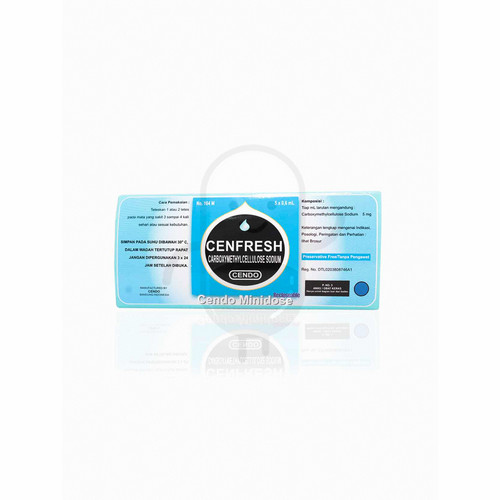 Cara Pemakaian :
Teteskan 1 atau 2 tetes
pada mata yang sakit 3 sampai 4 kali
sehari atau sesuai kebutuhan.
SIMPAN PADA SUHU DIBAWAH 30° C,
DALAM WADAH TERTUTUP RAPAT
JANGAN DIPERGUNAKAN 3 x 24
JAM SETELAH DIBUKA.
CENDO
No. 164 M
5 x 0,6 mL
CENFRESH
CARBOXYMETHYLCELLULOSE SODIUM
CENDO
Cendo Minidose
Komposisi :
Tiap mL larutan mengandung :
Carboxymethylcellulose Sodium 5 mg
Keterangan lengkap mengenai Indikasi,
Posologi, Peringatan dan Perhatian :
lihat Brosur
Preservative Free/Tanpa Pengawet